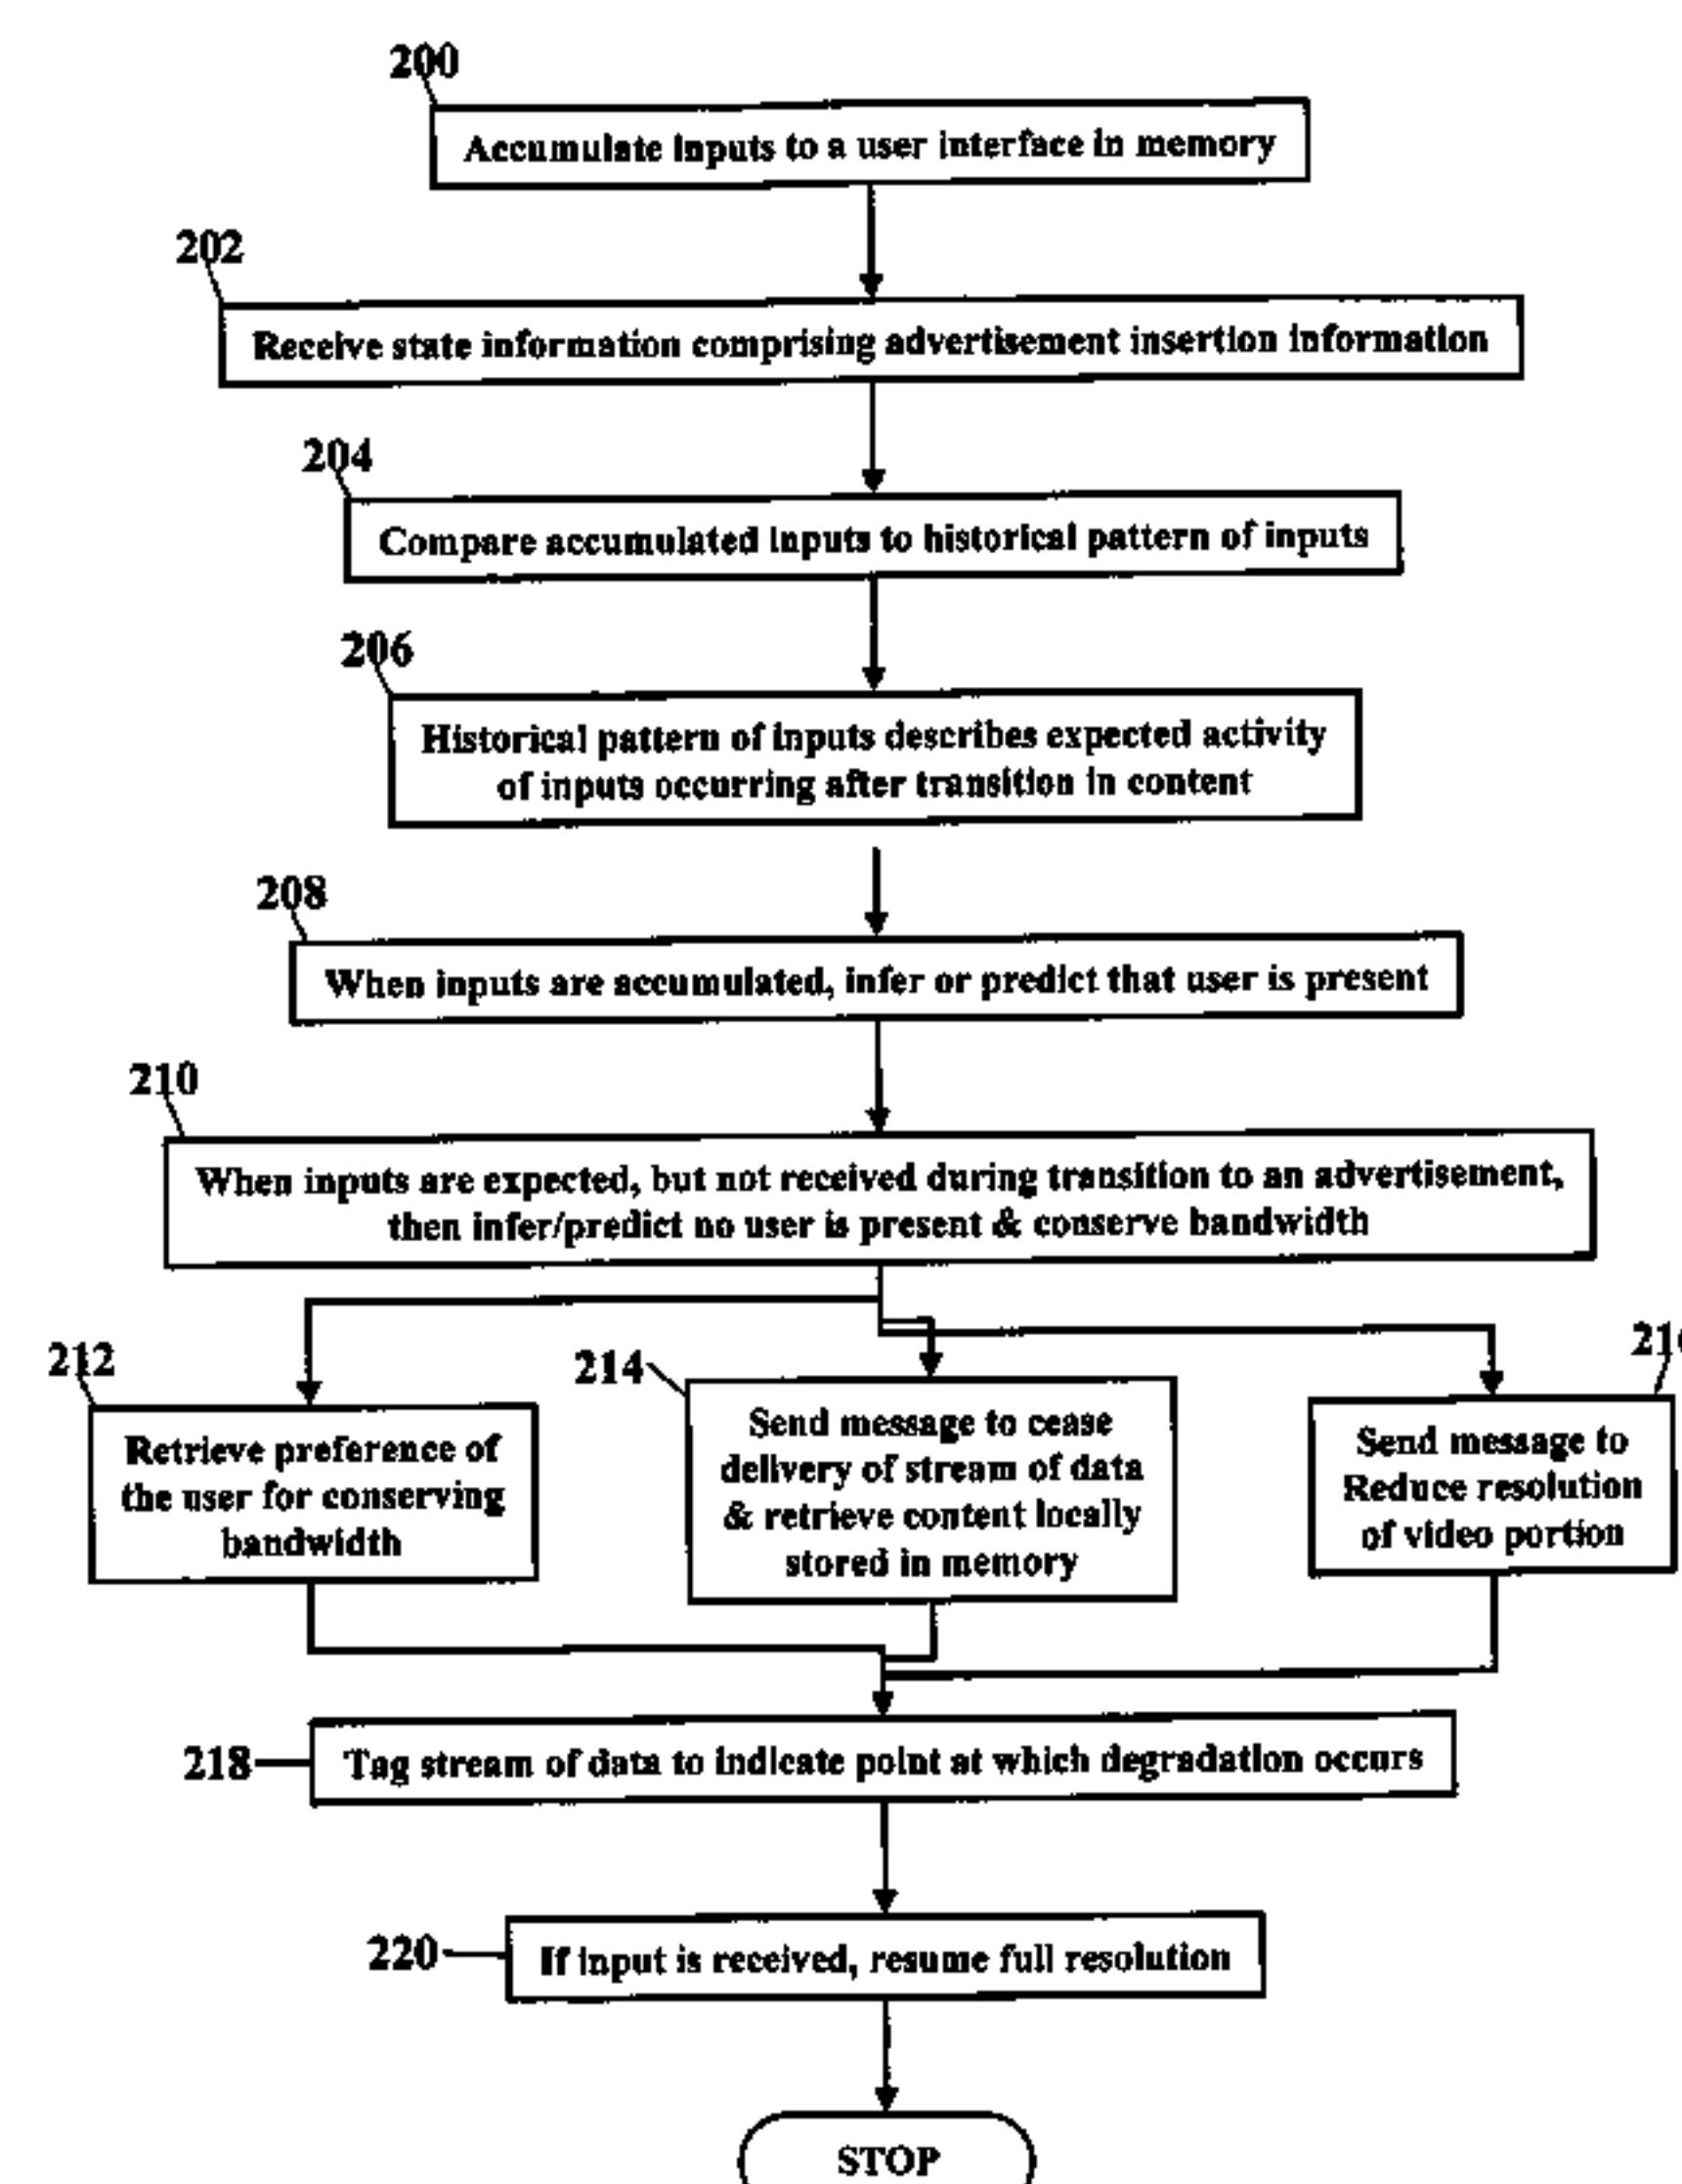 200
Accumulate inputs to a user interface in memory
202
Receive state information comprising advertisement insertion information
204
Compare accumulated inputs to historical pattern of inputs
206
Historical pattern of inputs describes expected activity
of inputs occurring after transition in content
208
When inputs are accumulated, infer or predict that user is present
210
When inputs are expected, but not received during transition to an advertisement,
then infer/predict no user is present & conserve bandwidth
212
Retrieve preference of
the user for conserving
bandwidth
214
Send message to cease
delivery of stream of data
& retrieve content locally
stored in memory
Send message to
Reduce resolution
of video portion
218
Tag stream of data to indicate point at which degradation occurs
220
If input is received, resume full resolution
STOP